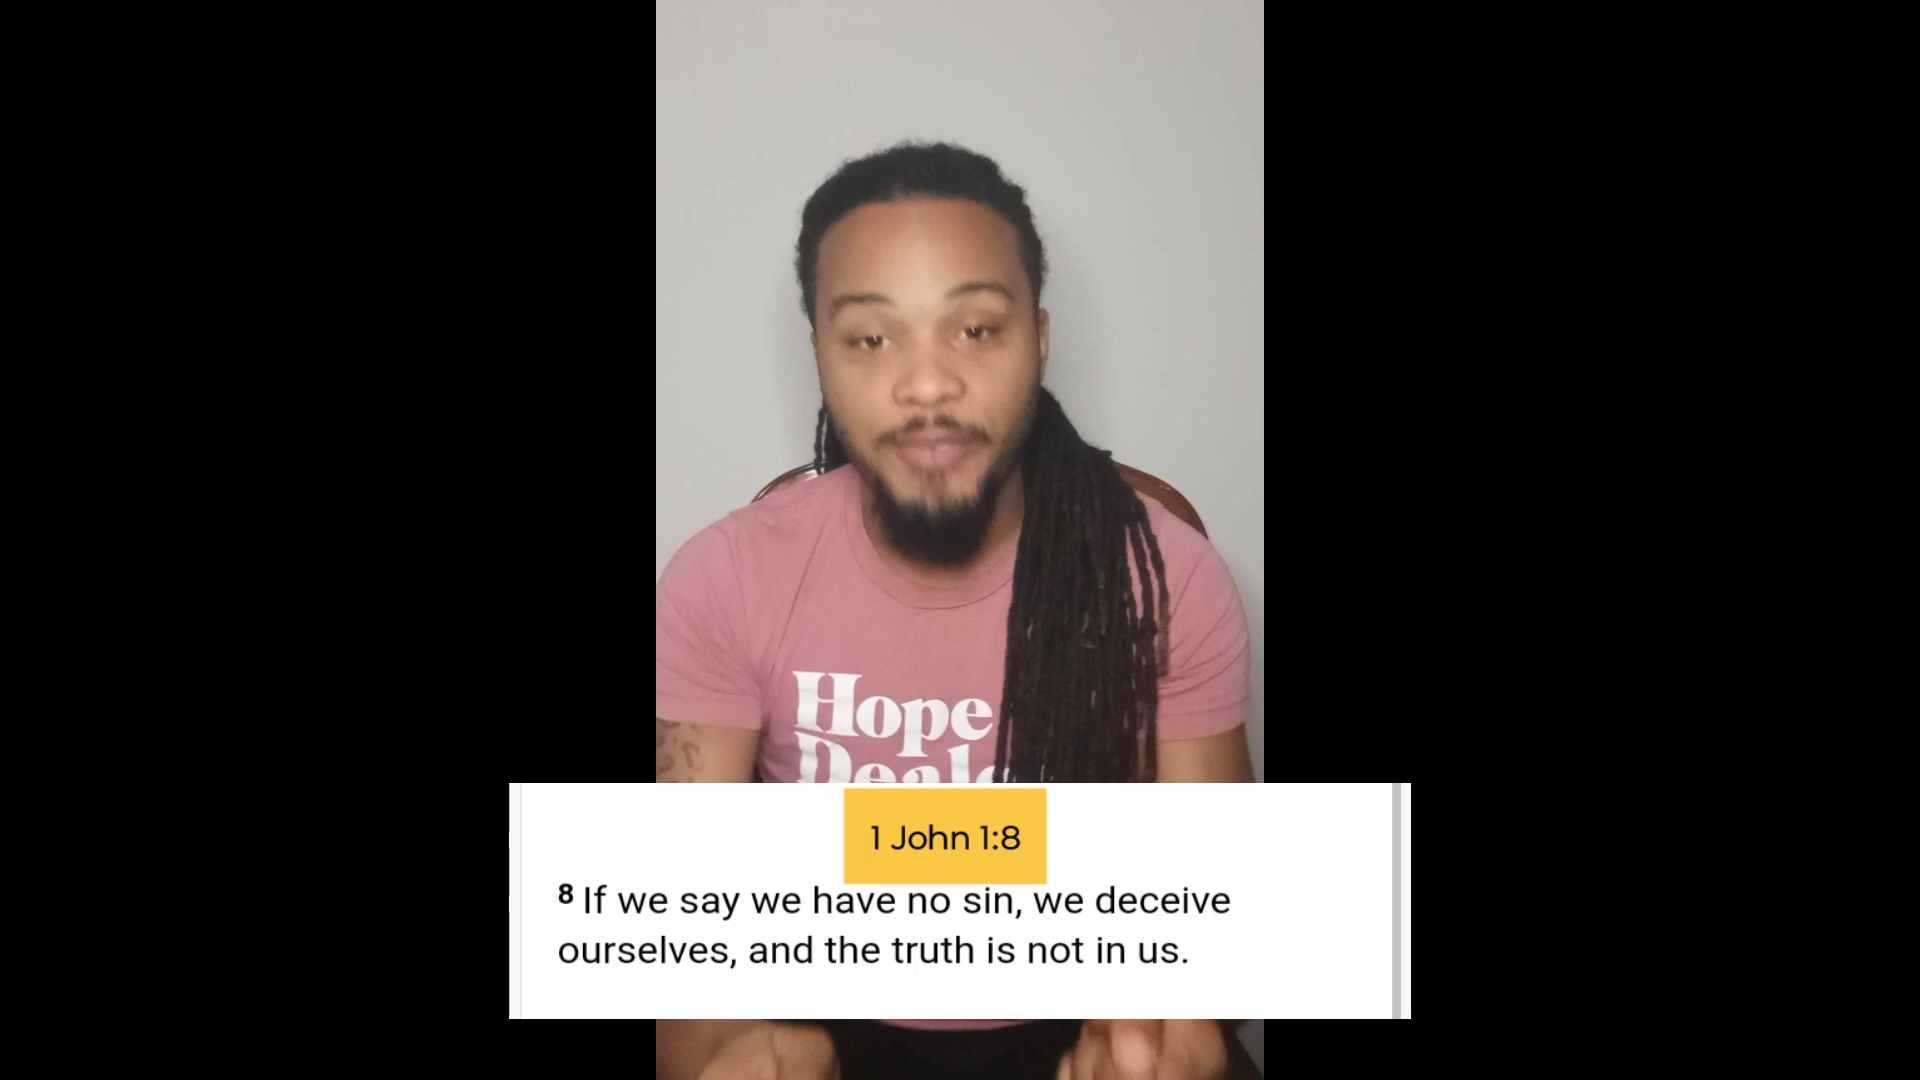 Hope
Deale
1 John 1:8
8 If we say we have no sin, we deceive
ourselves, and the truth is not in us.